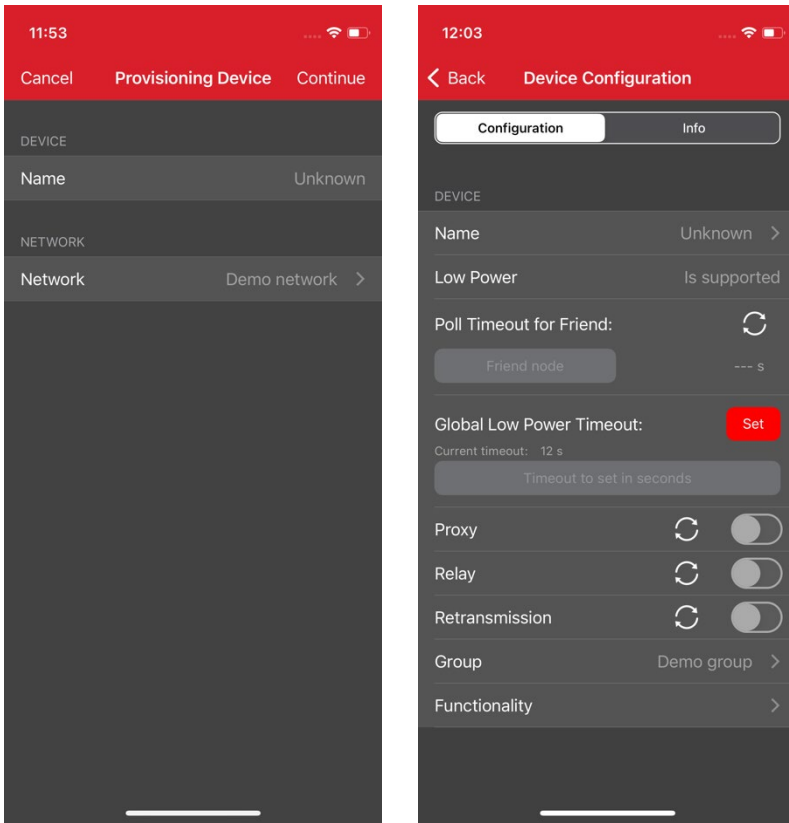 11:53
Cancel Provisioning Device Continue
DEVICE
Name Unknown
NETWORK
Network Demo network
12:03
Back Device Configuration
Configuration Info
DEVICE
Name Unknown
Low Power Is supported
Poll Timeout for Friend:
Friend node --- s
Global Low Power Timeout: Set
Current timeout: 12 s
Timeout to set in seconds
Proxy
Relay
Retransmission
Group Demo group
Functionality